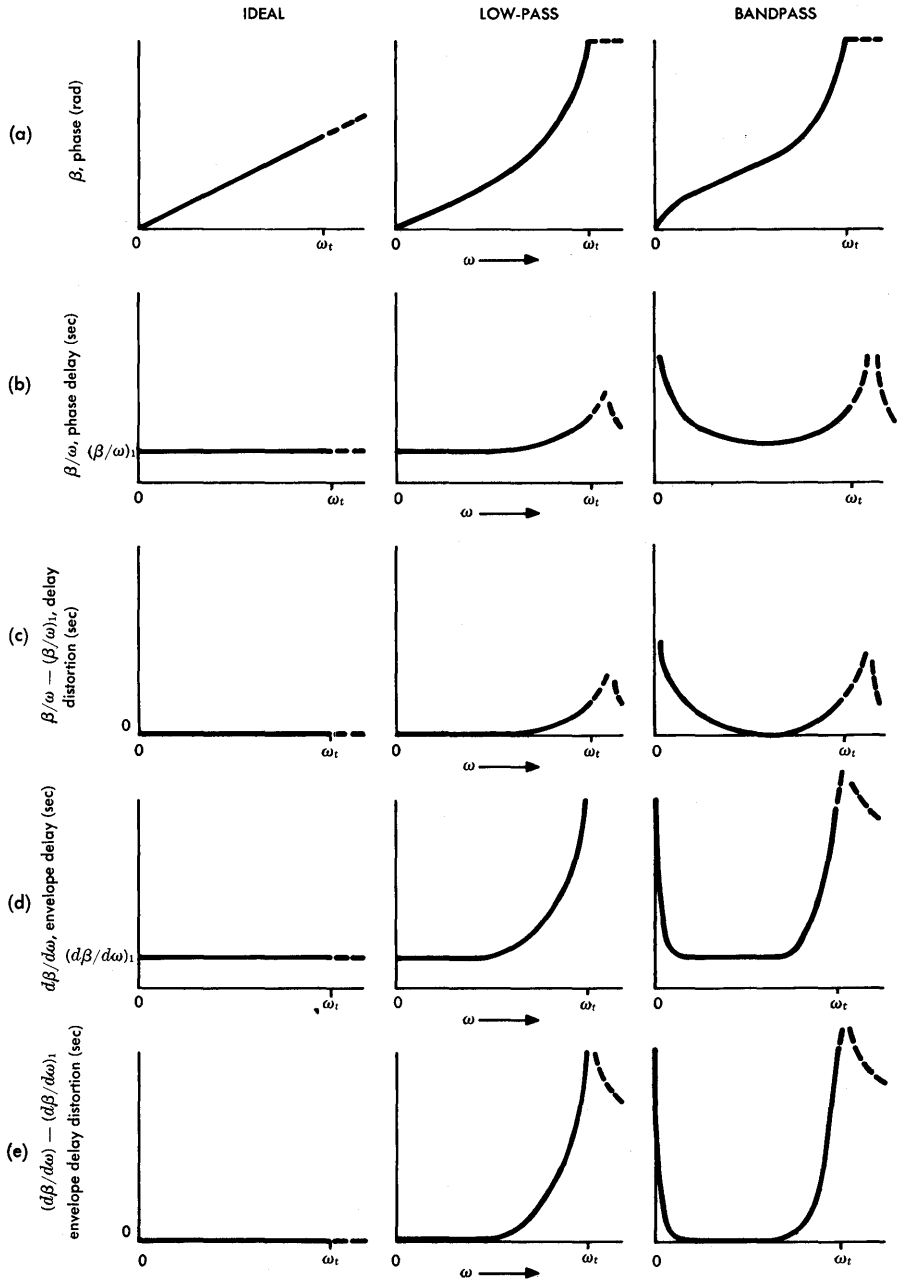 IDEAL
LOW-PASS
BANDPASS
(a)
β, phase (rad)
0
ωt
0
ωt
ω
0
ωt
(b)
β/ω, phase delay (sec)
(β/ω)₁
0
ωt
0
ωt
ω
0
ωt
(c)
β/ω — (β/ω)₁, delay
distortion (sec)
0
0
ωt
0
ωt
ω
0
ωt
(d)
dβ/dω, envelope delay (sec)
(dβ/dω)₁
0
ωt
0
ωt
ω
0
ωt
(e)
(dβ/dω) — (dβ/dω)₁
envelope delay distortion (sec)
0
0
ωt
0
ωt
ω
0
ωt